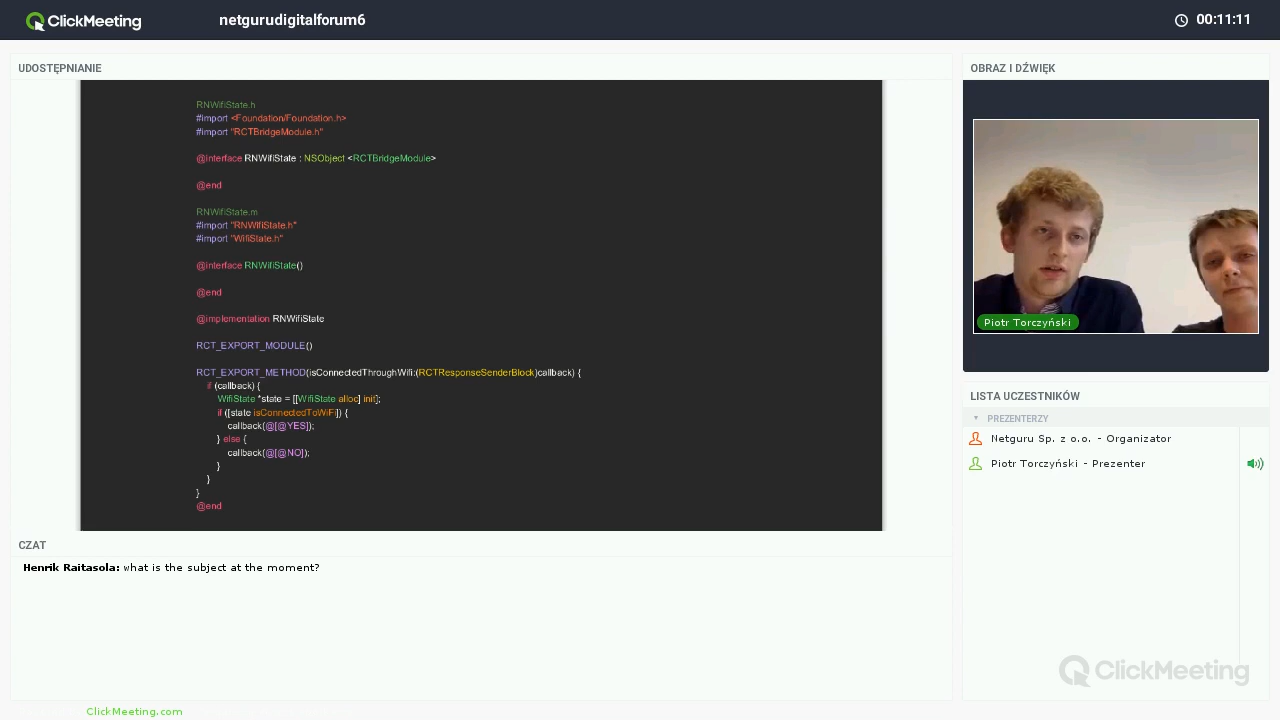 ClickMeeting
netgurudigitalforum6
00:11:11
UDOSTĘPNIANIE
RNWifiState.h
#import <Foundation/Foundation.h>
#import "RCTBridgeModule.h"
@interface RNWifiState : NSObject <RCTBridgeModule>
@end
RNWifiState.m
#import "RNWifiState.h"
#import "WifiState.h"
@interface RNWifiState()
@end
@implementation RNWifiState
RCT_EXPORT_MODULE()
RCT_EXPORT_METHOD(isConnectedThroughWifi:(RCTResponseSenderBlock)callback) {
if (callback) {
WifiState *state = [[WifiState alloc] init];
if ([state isConnectedToWiFi]) {
callback(@[@YES]);
} else {
callback(@[@NO]);
}
}
}
@end
CZAT
Henrik Raitasola: what is the subject at the moment?
OBRAZ I DŹWIĘK
Piotr Torczyński
LISTA UCZESTNIKÓW
PREZENTERZY
Netguru Sp. z o.o. - Organizator
Piotr Torczyński - Prezenter
ClickMeeting
ClickMeeting.com